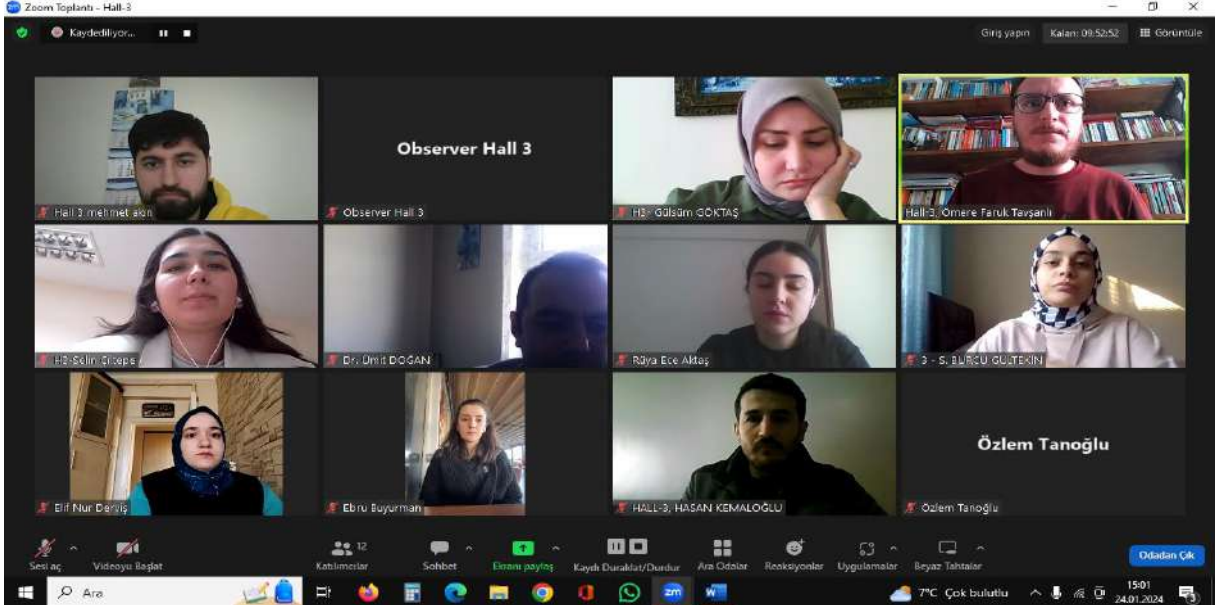 Zoom Toplantı - Hall-3
Kaydediliyor...
Giriş yapın
Kalan: 09:52:52
Görüntüle
Observer Hall 3
Hall 3 mehmet akın
Observer Hall 3
H3- Gülsüm GÖKTAŞ
Hall-3, Ömere Faruk Tavşanlı
H3-Selin
Dr. Ümit DOĞAN
Rüya Ece Aktaş
3 - S. BURCU GÜLTEKİN
Özlem Tanoğlu
Elif Nur Derviş
Ebru Buyurman
HALL-3, HASAN KEMALOĞLU
Özlem Tanoğlu
12
Sesi aç
Videoyu Başlat
Katılımcılar
Sohbet
Ekranı paylaş
Kaydı Duraklat/Durdur
Ara Odalar
Reaksiyonlar
Uygulamalar
Beyaz Tahtalar
Odadan Çık
Ara
zm
W
7°C Çok bulutlu
15:01
24.01.2024
3